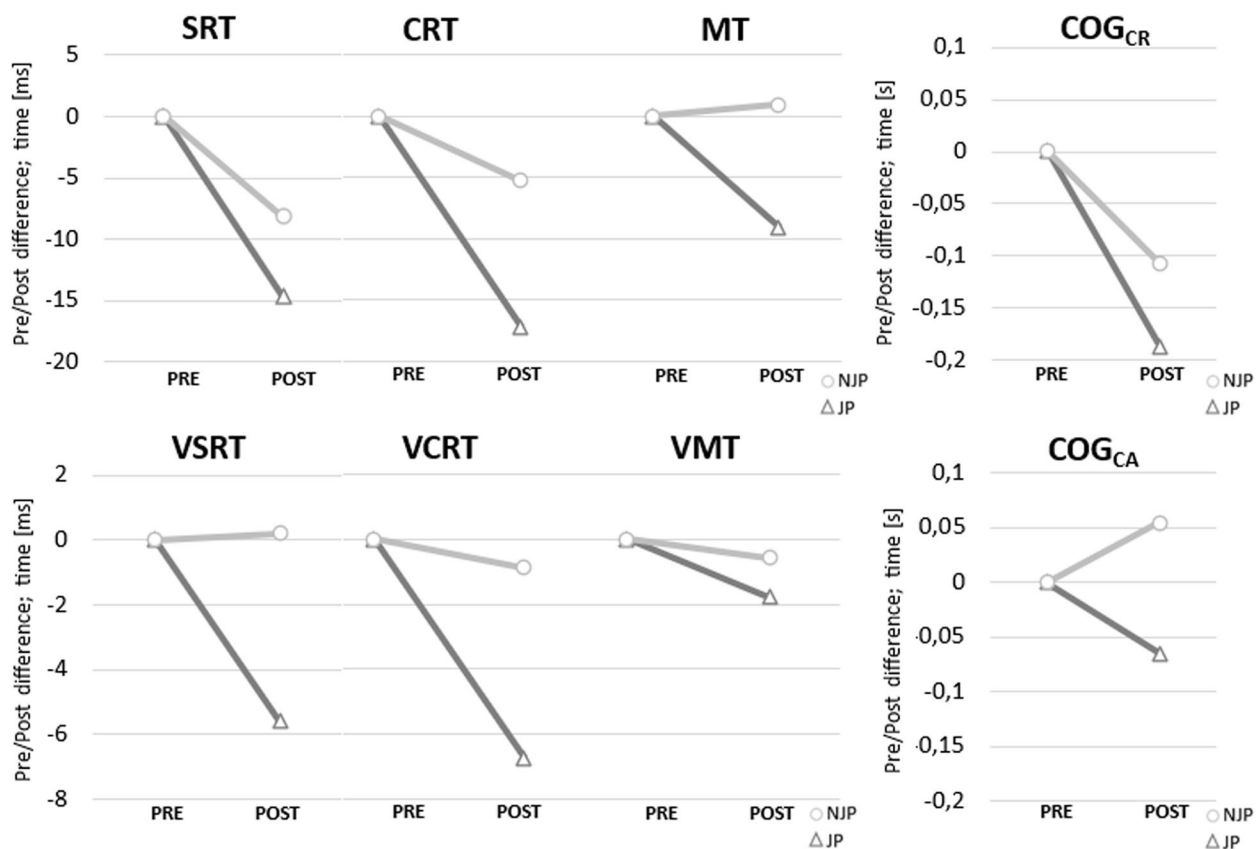 SRT
CRT
MT
Pre/Post difference; time [ms]
5
0
-5
-10
-15
-20
PRE
POST
PRE
POST
PRE
POST
NJP
JP
COG CR
Pre/Post difference; time [s]
0,1
0,05
0
-0,05
-0,1
-0,15
-0,2
PRE
POST
NJP
JP
VSRT
VCRT
VMT
Pre/Post difference; time [ms]
2
0
-2
-4
-6
-8
PRE
POST
PRE
POST
PRE
POST
NJP
JP
COG CA
Pre/Post difference; time [s]
0,1
0,05
0
-0,05
-0,1
-0,15
-0,2
PRE
POST
NJP
JP